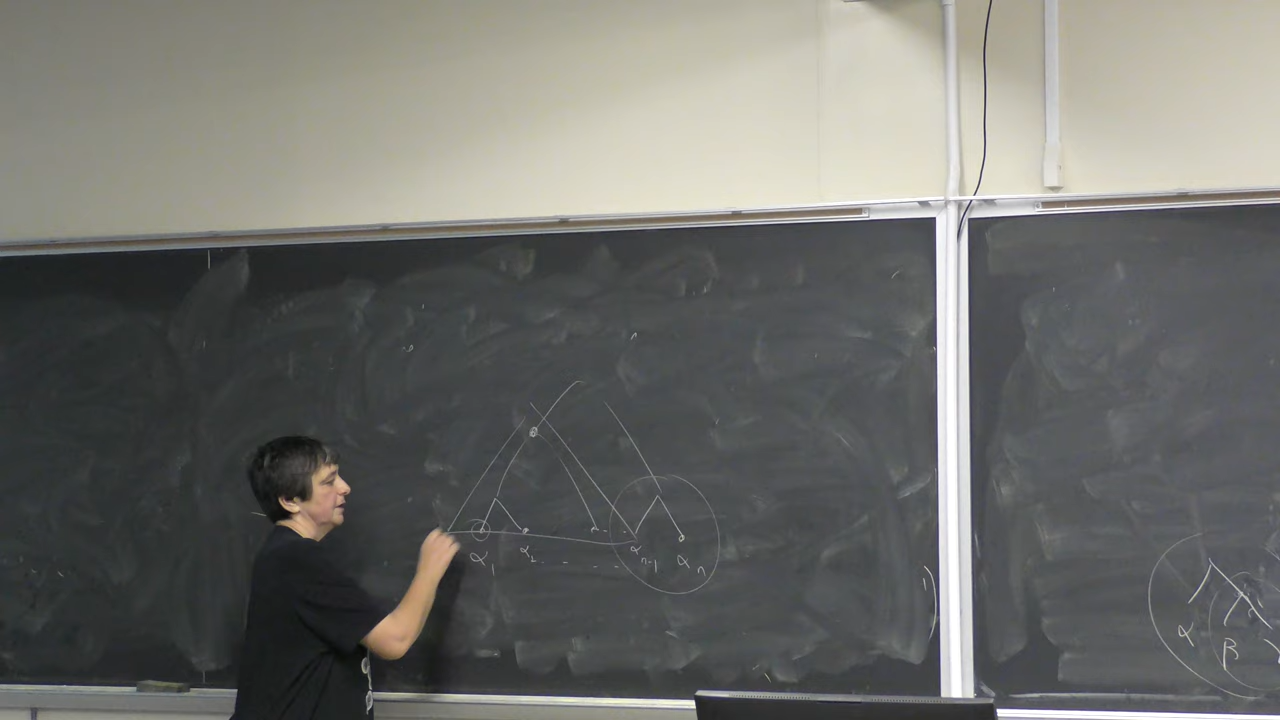 α₁ α₂ . . . . . αₙ₋₁ αₙ
α β